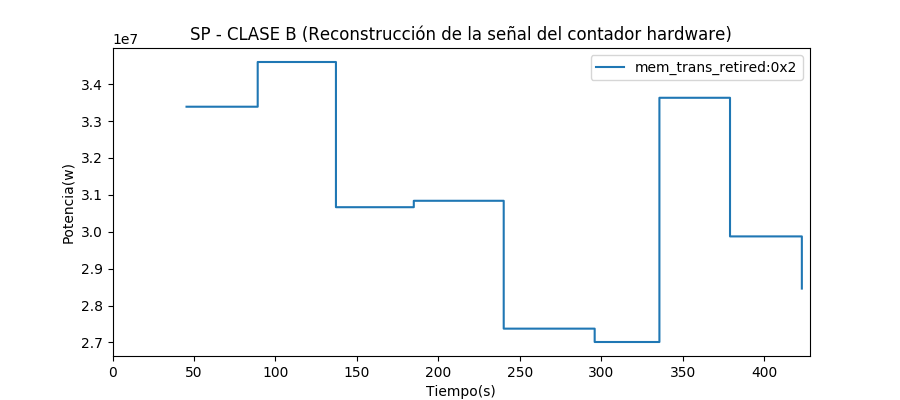 SP - CLASE B (Reconstrucción de la señal del contador hardware)
1e7
mem_trans_retired:0x2
3.4
3.3
3.2
3.1
3.0
2.9
2.8
2.7
Potencia(w)
0 50 100 150 200 250 300 350 400
Tiempo(s)